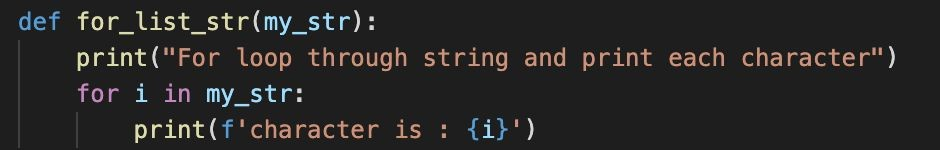 def for_list_str(my_str):
    print("For loop through string and print each character")
    for i in my_str:
        print(f'character is : {i}')